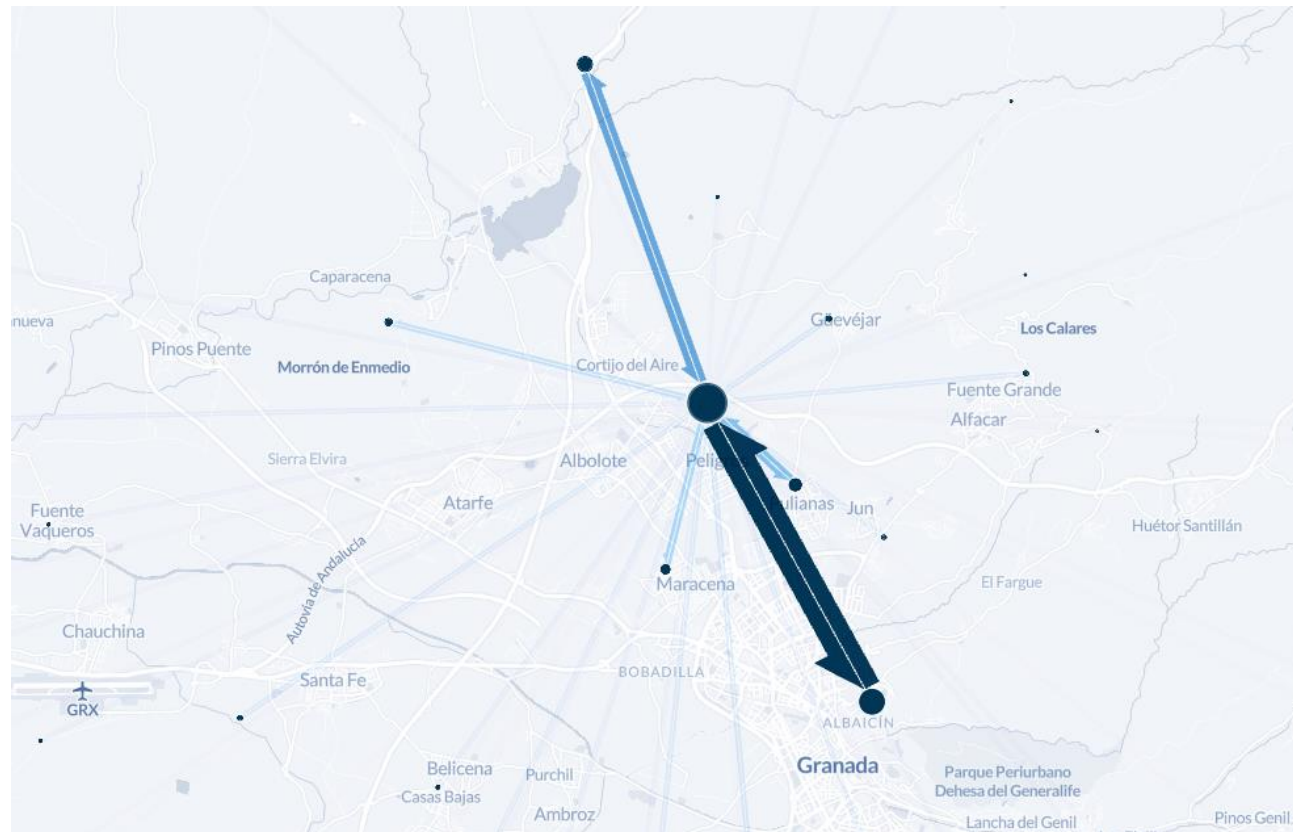 Caparacena
nueva
Güevéjar
Los Calares
Pinos Puente
Morrón de Enmedio
Cortijo del Aire
Fuente Grande
Alfacar
Sierra Elvira
Albolote
Atarfe
Jun
Fuente
Vaqueros
Huétor Santillán
Autovía de Andalucía
Maracena
El Fargue
Chauchina
BOBADILLA
Santa Fe
GRX
ALBAICÍN
Granada
Belicena
Purchil
Parque Periurbano
Dehesa del Generalife
Casas Bajas
Ambroz
Lancha del Genil
Pinos Genil